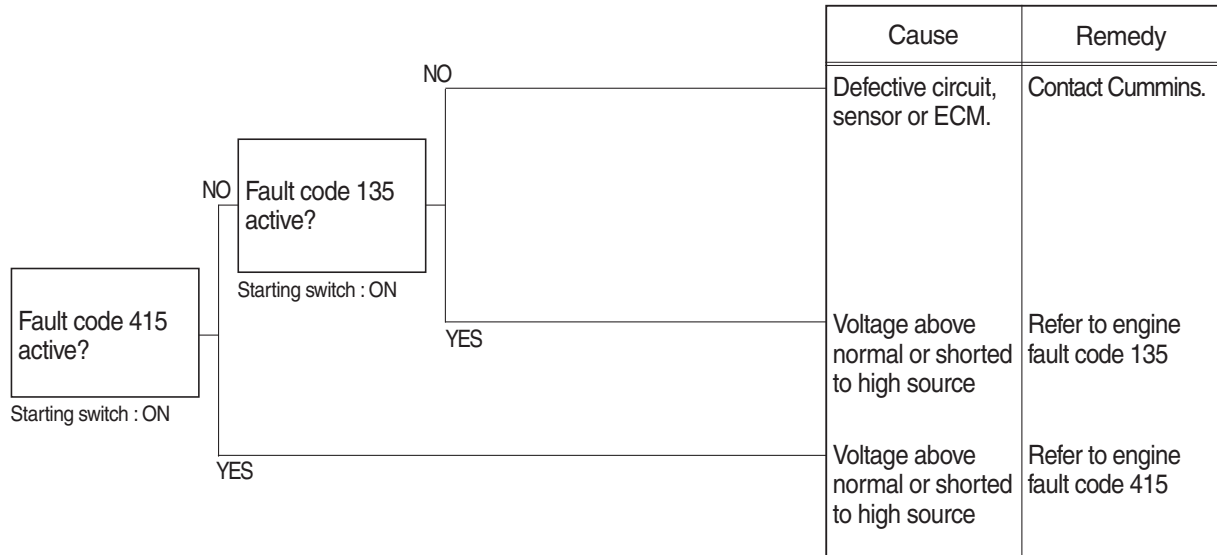 Cause
Remedy
NO
Defective circuit,
sensor or ECM.
Contact Cummins.
NO
Fault code 135
active?
Starting switch : ON
Fault code 415
active?
Starting switch : ON
YES
Voltage above
normal or shorted
to high source
Refer to engine
fault code 135
YES
Voltage above
normal or shorted
to high source
Refer to engine
fault code 415